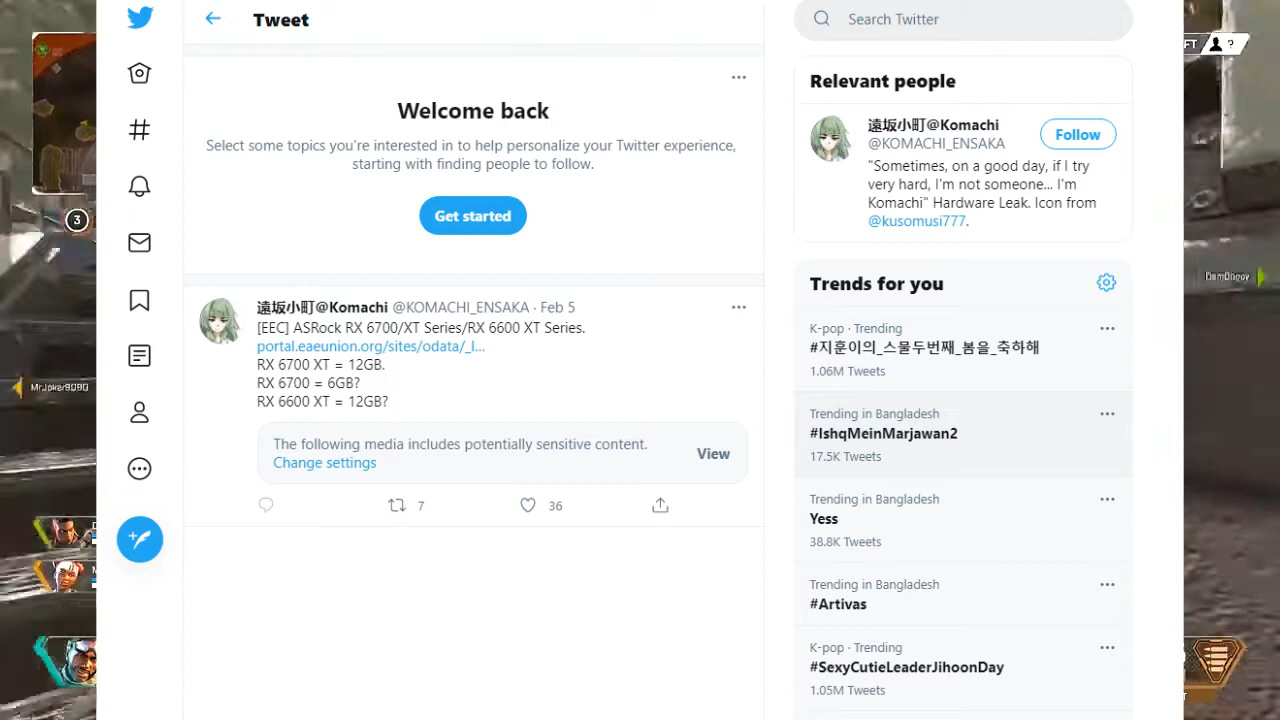 Tweet
Welcome back
Select some topics you're interested in to help personalize your Twitter experience,
starting with finding people to follow.
Get started
遠坂小町@Komachi @KOMACHI_ENSAKA · Feb 5
[EEC] ASRock RX 6700/XT Series/RX 6600 XT Series.
portal.eaeunion.org/sites/odata/_l...
RX 6700 XT = 12GB.
RX 6700 = 6GB?
RX 6600 XT = 12GB?
The following media includes potentially sensitive content.
Change settings
View
7
36
Search Twitter
Relevant people
遠坂小町@Komachi
@KOMACHI_ENSAKA
Follow
"Sometimes, on a good day, if I try
very hard, I'm not someone... I'm
Komachi" Hardware Leak. Icon from
@kusomusi777.
Trends for you
K-pop · Trending
#지훈이의_스물두번째_봄을_축하해
1.06M Tweets
Trending in Bangladesh
#IshqMeinMarjawan2
17.5K Tweets
Trending in Bangladesh
Yess
38.8K Tweets
Trending in Bangladesh
#Artivas
K-pop · Trending
#SexyCutieLeaderJihoonDay
1.05M Tweets
3
FT
?